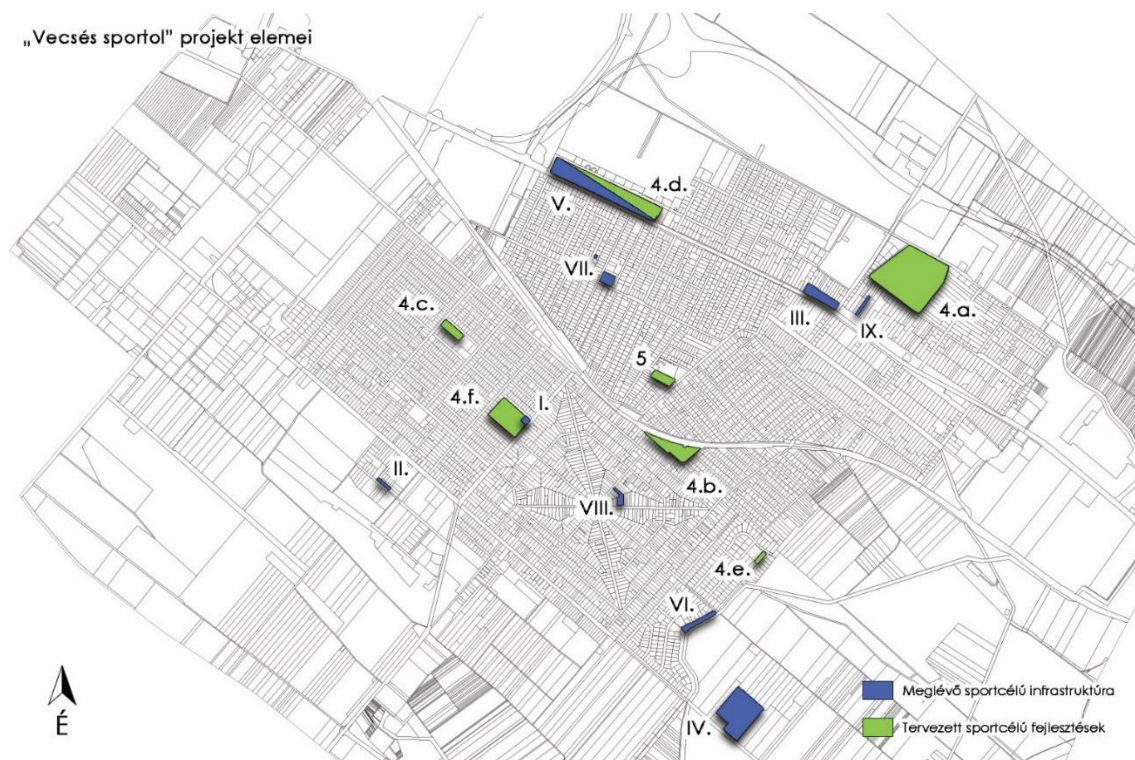 „Vecsés sportol” projekt elemei
4.d.
V.
VII.
4.c.
III.
IX.
4.a.
5
4.f.
I.
II.
4.b.
VIII.
4.e.
VI.
IV.
É
Meglévő sportcélú infrastruktúra
Tervezett sportcélú fejlesztések